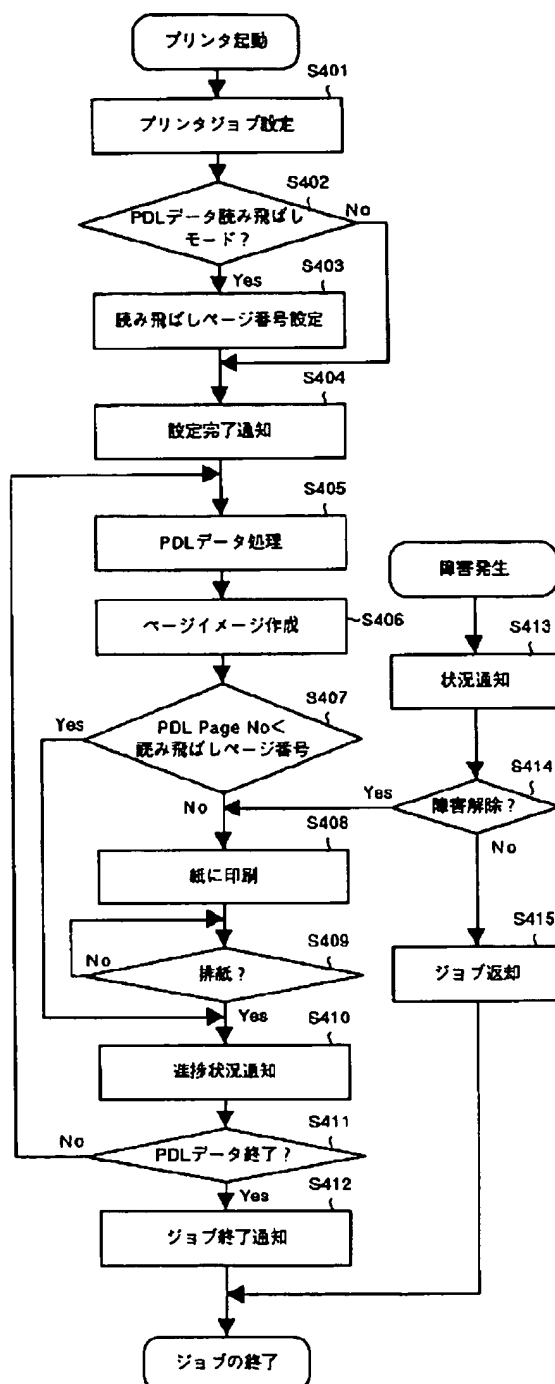 プリンタ起動
S401
プリンタジョブ設定
S402
PDLデータ読み飛ばし
モード?
No
Yes
S403
読み飛ばしページ番号設定
S404
設定完了通知
S405
PDLデータ処理
ページイメージ作成
S406
S407
Yes
PDL Page No<
読み飛ばしページ番号
No
S408
紙に印刷
S409
No
排紙?
Yes
S410
進捗状況通知
S411
No
PDLデータ終了?
Yes
S412
ジョブ終了通知
ジョブの終了
障害発生
S413
状況通知
S414
Yes
障害解除?
No
S415
ジョブ返却